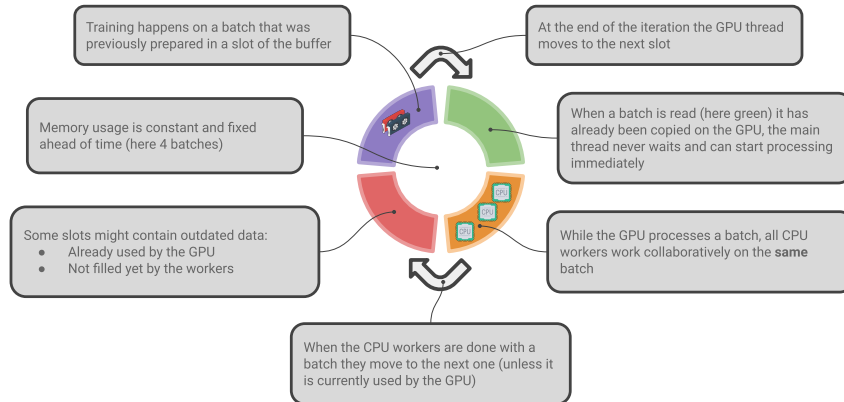 Training happens on a batch that was
previously prepared in a slot of the buffer
At the end of the iteration the GPU thread
moves to the next slot
Memory usage is constant and fixed
ahead of time (here 4 batches)
When a batch is read (here green) it has
already been copied on the GPU, the main
thread never waits and can start processing
immediately
Some slots might contain outdated data:
● Already used by the GPU
● Not filled yet by the workers
CPU
CPU
CPU
While the GPU processes a batch, all CPU
workers work collaboratively on the same
batch
When the CPU workers are done with a
batch they move to the next one (unless it
is currently used by the GPU)